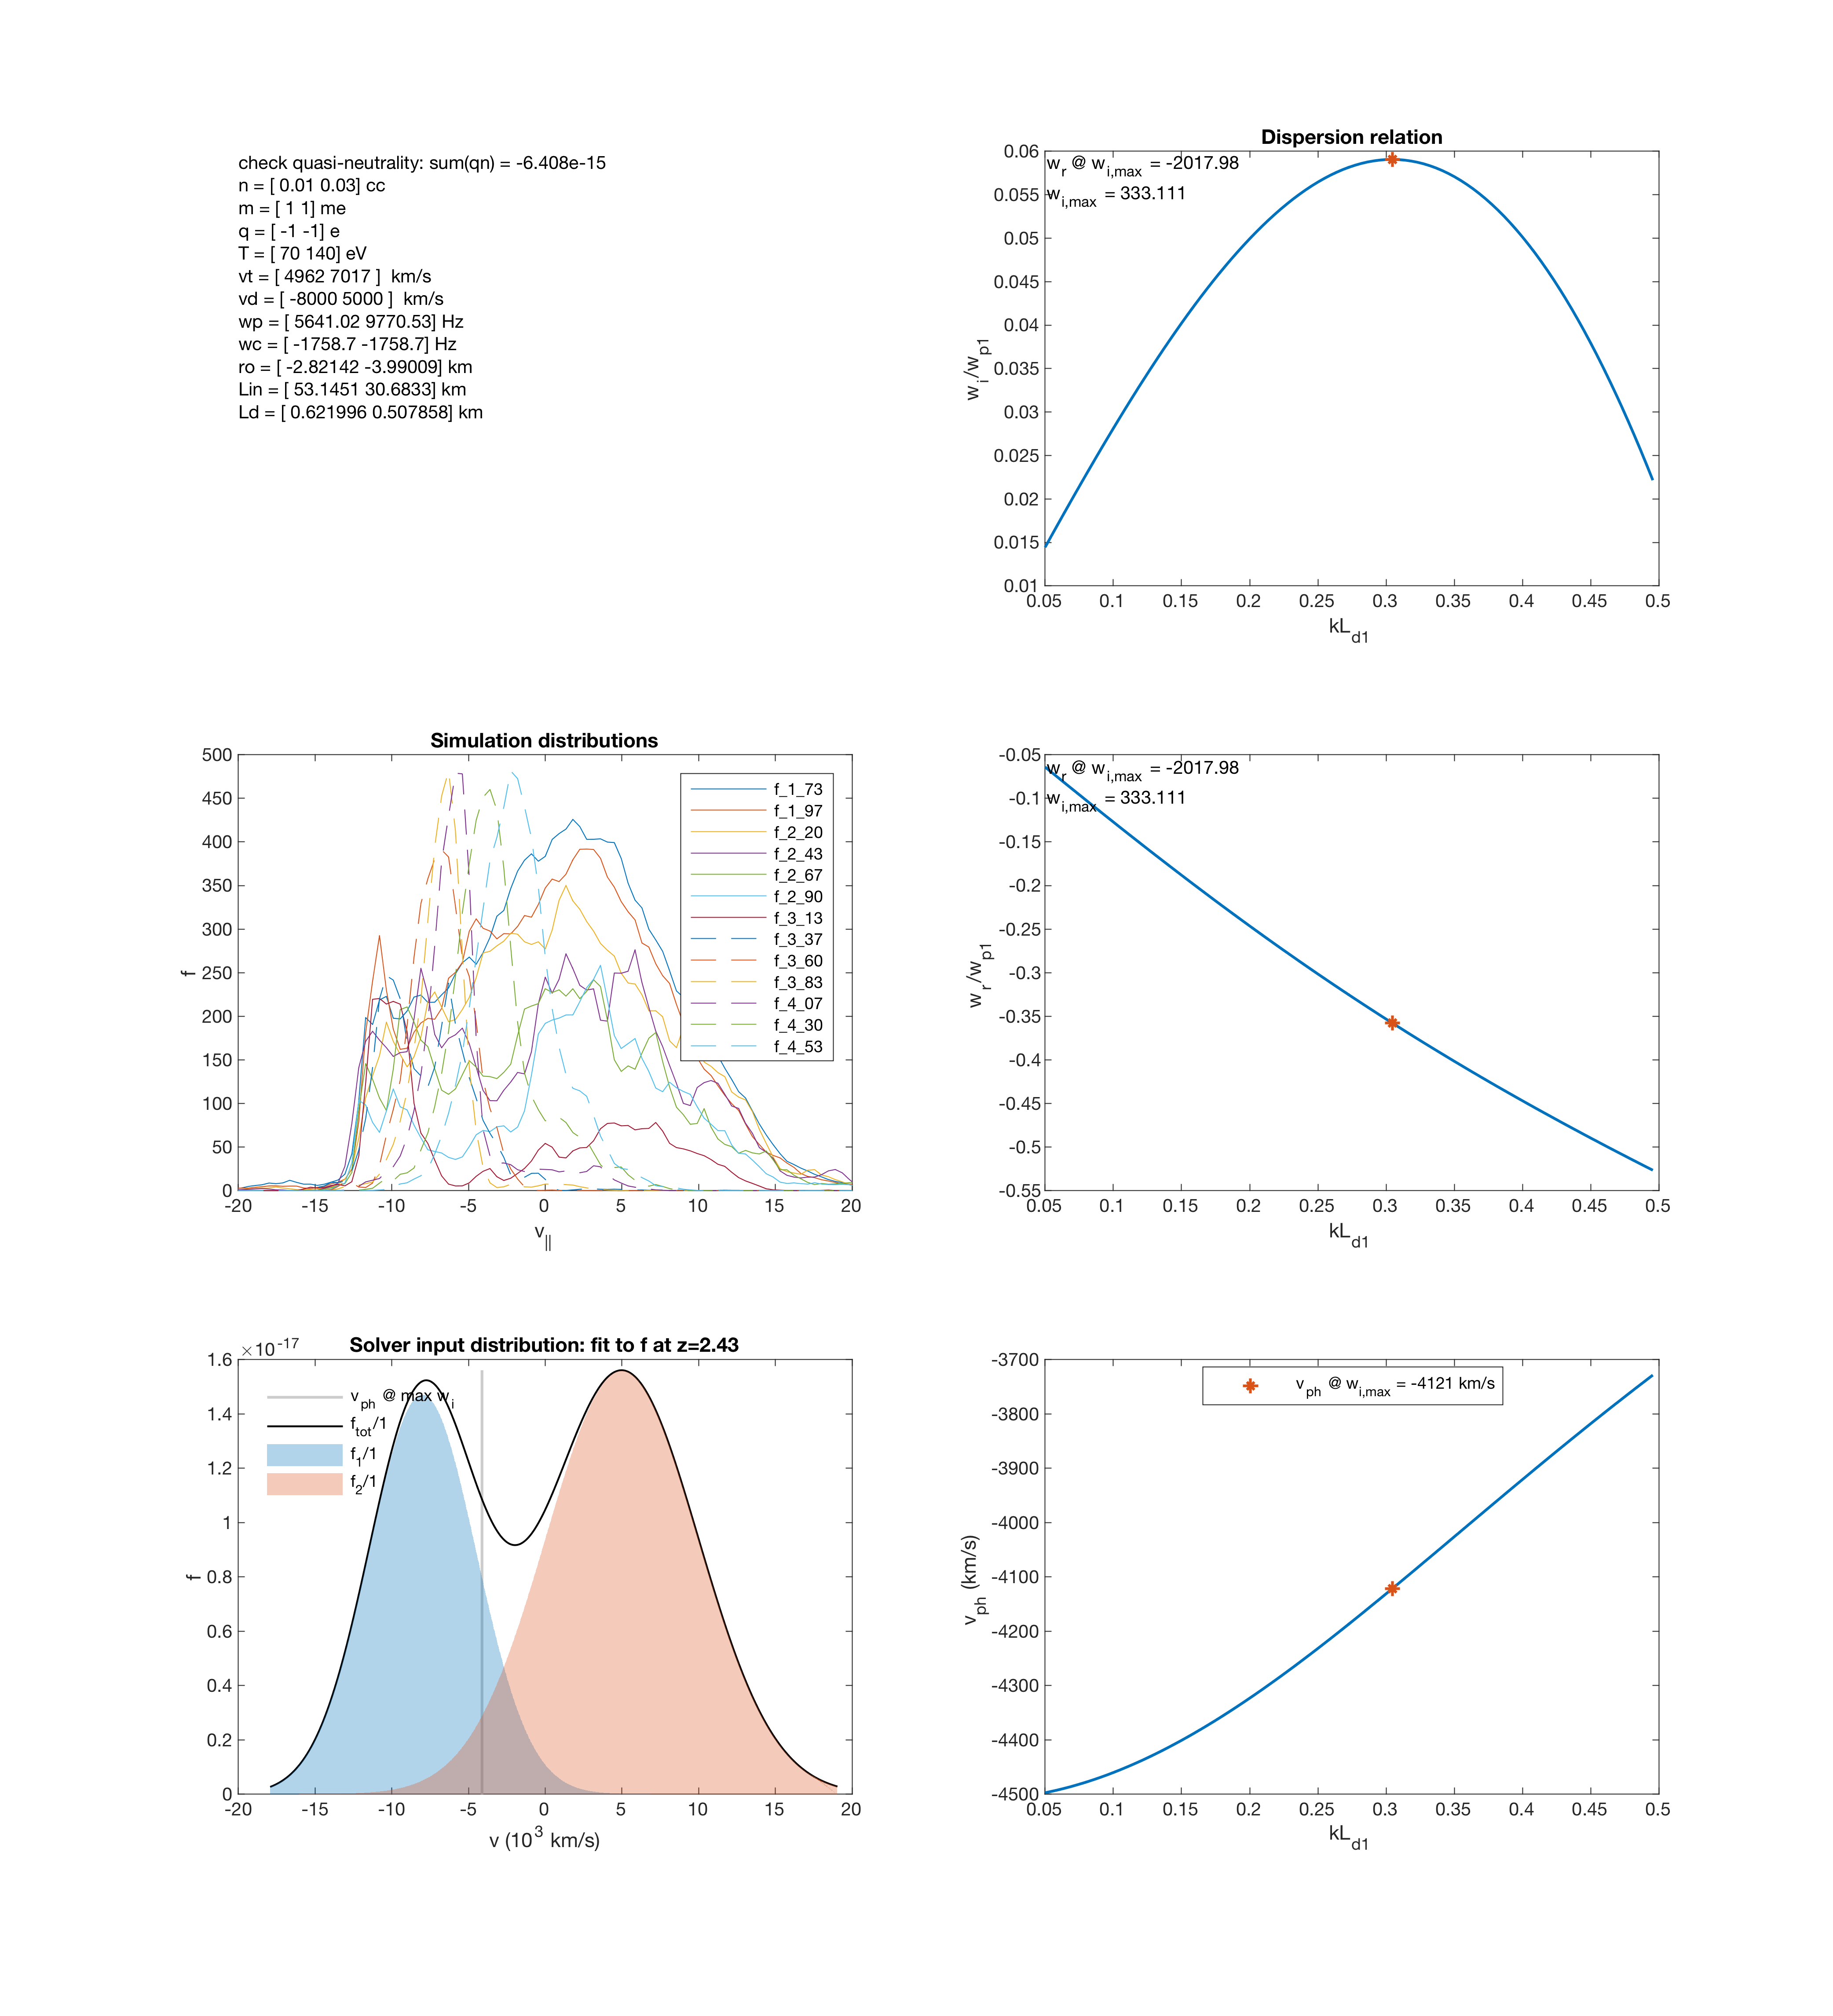 check quasi-neutrality: sum(qn) = -6.408e-15
n = [ 0.01 0.03] cc
m = [ 1 1] me
q = [ -1 -1] e
T = [ 70 140] eV
vt = [ 4962 7017 ] km/s
vd = [ -8000 5000 ] km/s
wp = [ 5641.02 9770.53] Hz
wc = [ -1758.7 -1758.7] Hz
ro = [ -2.82142 -3.99009] km
Lin = [ 53.1451 30.6833] km
Ld = [ 0.621996 0.507858] km
Dispersion relation
w_r @ w_i,max = -2017.98
w_i,max = 333.111
0.06
0.055
0.05
0.045
0.04
0.035
0.03
0.025
0.02
0.015
0.01
w_i/w_p1
0.05 0.1 0.15 0.2 0.25 0.3 0.35 0.4 0.45 0.5
kL_d1
Simulation distributions
500
450
400
350
300
250
200
150
100
50
0
f
-20 -15 -10 -5 0 5 10 15 20
v_||
f_1_73
f_1_97
f_2_20
f_2_43
f_2_67
f_2_90
f_3_13
f_3_37
f_3_60
f_3_83
f_4_07
f_4_30
f_4_53
w_r @ w_i,max = -2017.98
w_i,max = 333.111
-0.05
-0.1
-0.15
-0.2
-0.25
-0.3
-0.35
-0.4
-0.45
-0.5
-0.55
w_r/w_p1
0.05 0.1 0.15 0.2 0.25 0.3 0.35 0.4 0.45 0.5
kL_d1
Solver input distribution: fit to f at z=2.43
×10^-17
1.6
1.4
1.2
1
0.8
0.6
0.4
0.2
0
f
v_ph @ max w_i
f_tot/1
f_1/1
f_2/1
-20 -15 -10 -5 0 5 10 15 20
v (10^3 km/s)
v_ph @ w_i,max = -4121 km/s
-3700
-3800
-3900
-4000
-4100
-4200
-4300
-4400
-4500
v_ph (km/s)
0.05 0.1 0.15 0.2 0.25 0.3 0.35 0.4 0.45 0.5
kL_d1